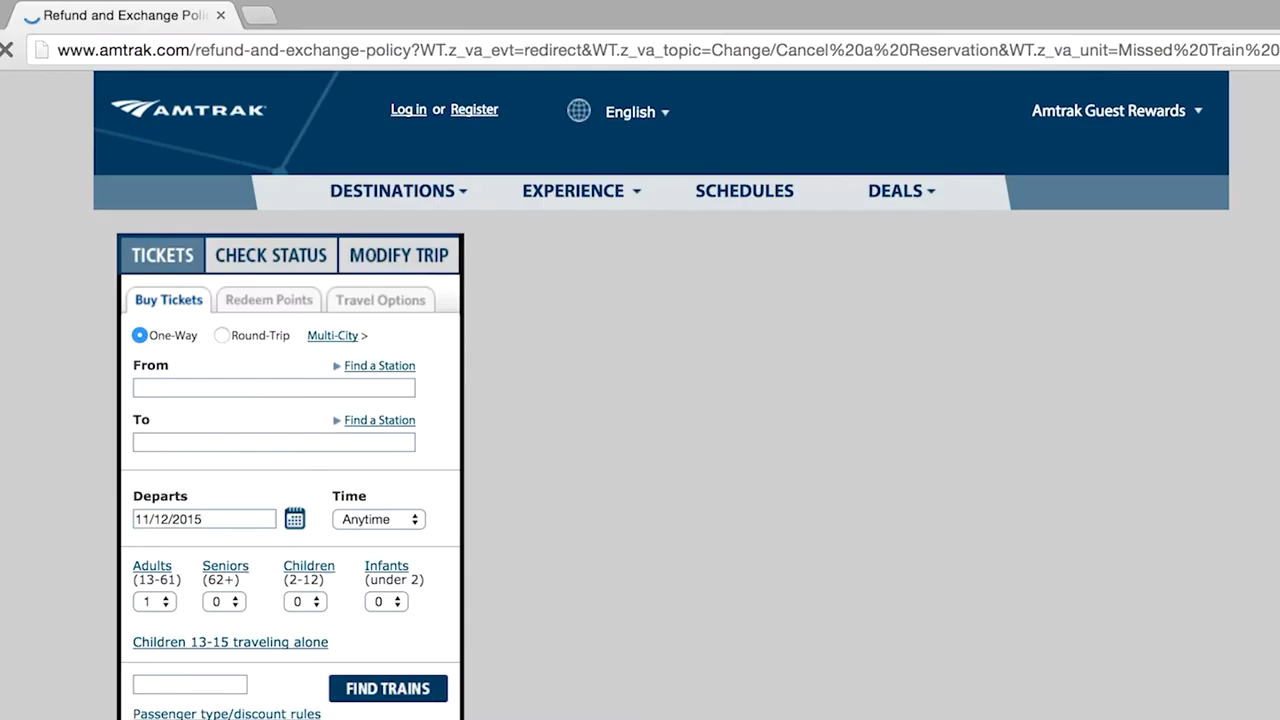 Refund and Exchange Poli
www.amtrak.com/refund-and-exchange-policy?WT.z_va_evt=redirect&WT.z_va_topic=Change/Cancel%20a%20Reservation&WT.z_va_unit=Missed%20Train%20
AMTRAK
Log in or Register
English
Amtrak Guest Rewards
DESTINATIONS EXPERIENCE SCHEDULES DEALS
TICKETS CHECK STATUS MODIFY TRIP
Buy Tickets Redeem Points Travel Options
One-Way Round-Trip Multi-City >
From Find a Station
To Find a Station
Departs Time
11/12/2015 Anytime
Adults Seniors Children Infants
(13-61) (62+) (2-12) (under 2)
1 0 0 0
Children 13-15 traveling alone
FIND TRAINS
Passenger type/discount rules